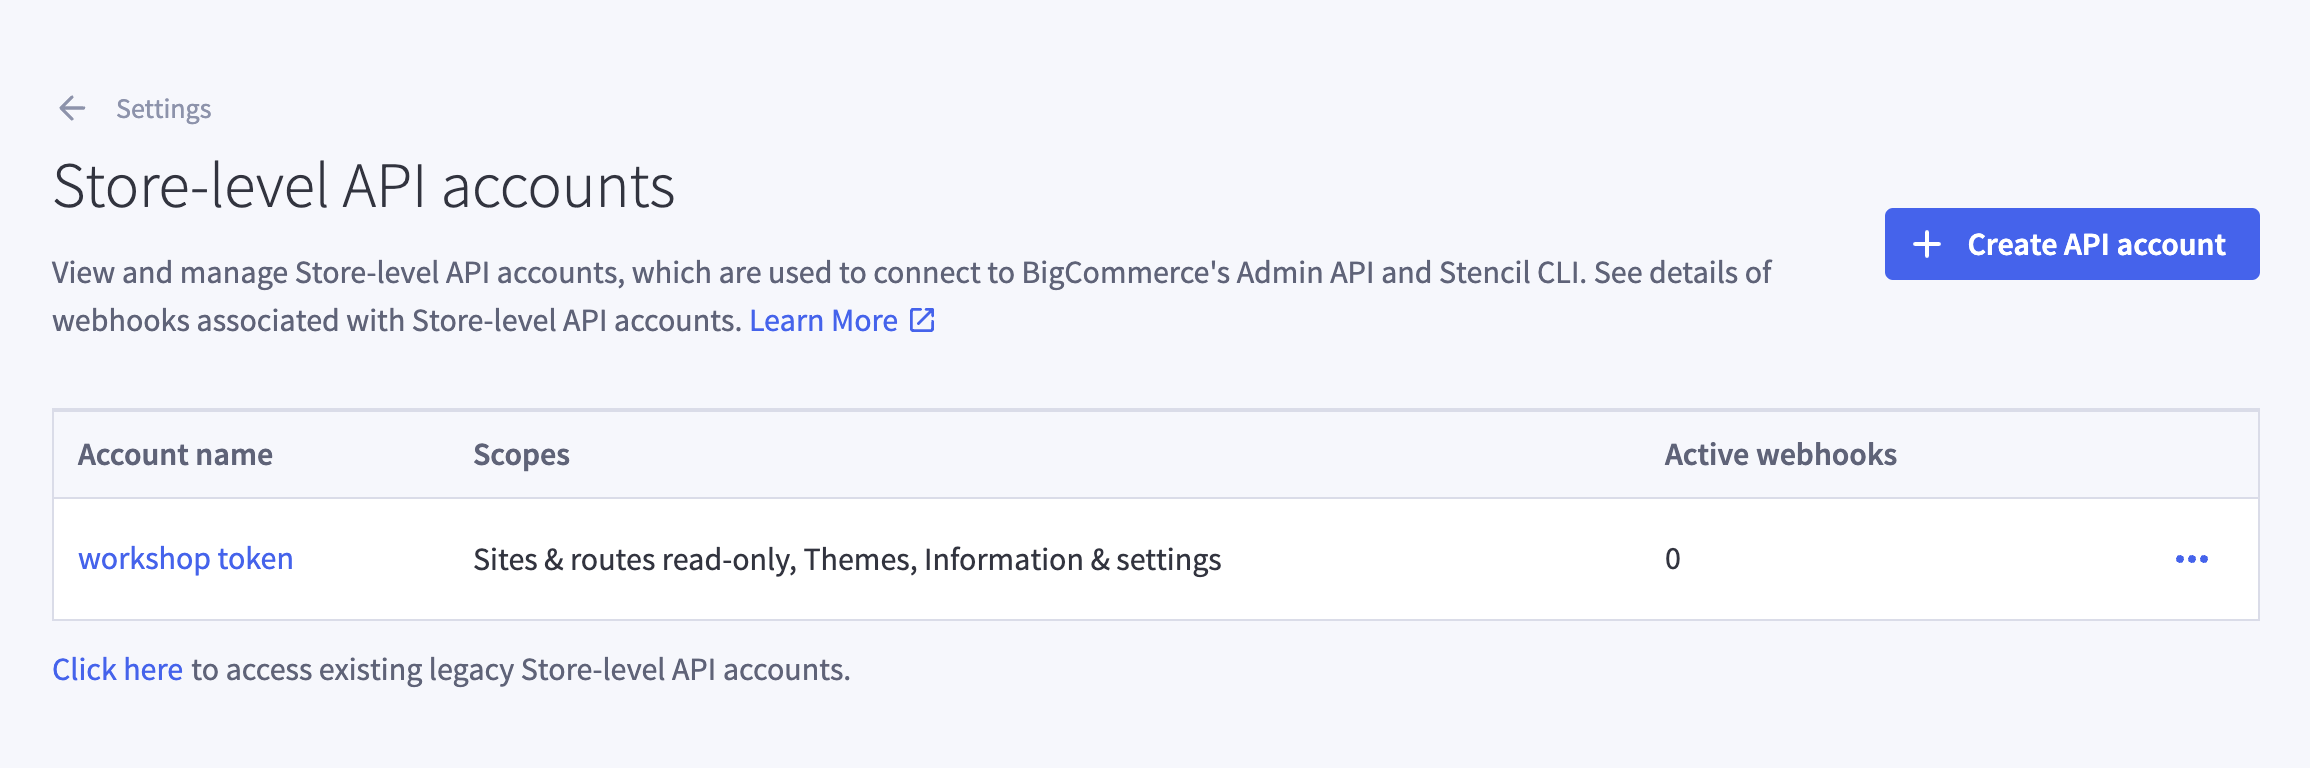 Settings
Store-level API accounts
View and manage Store-level API accounts, which are used to connect to BigCommerce's Admin API and Stencil CLI. See details of
webhooks associated with Store-level API accounts. Learn More
Create API account
Account name Scopes Active webhooks
workshop token Sites & routes read-only, Themes, Information & settings 0
Click here to access existing legacy Store-level API accounts.